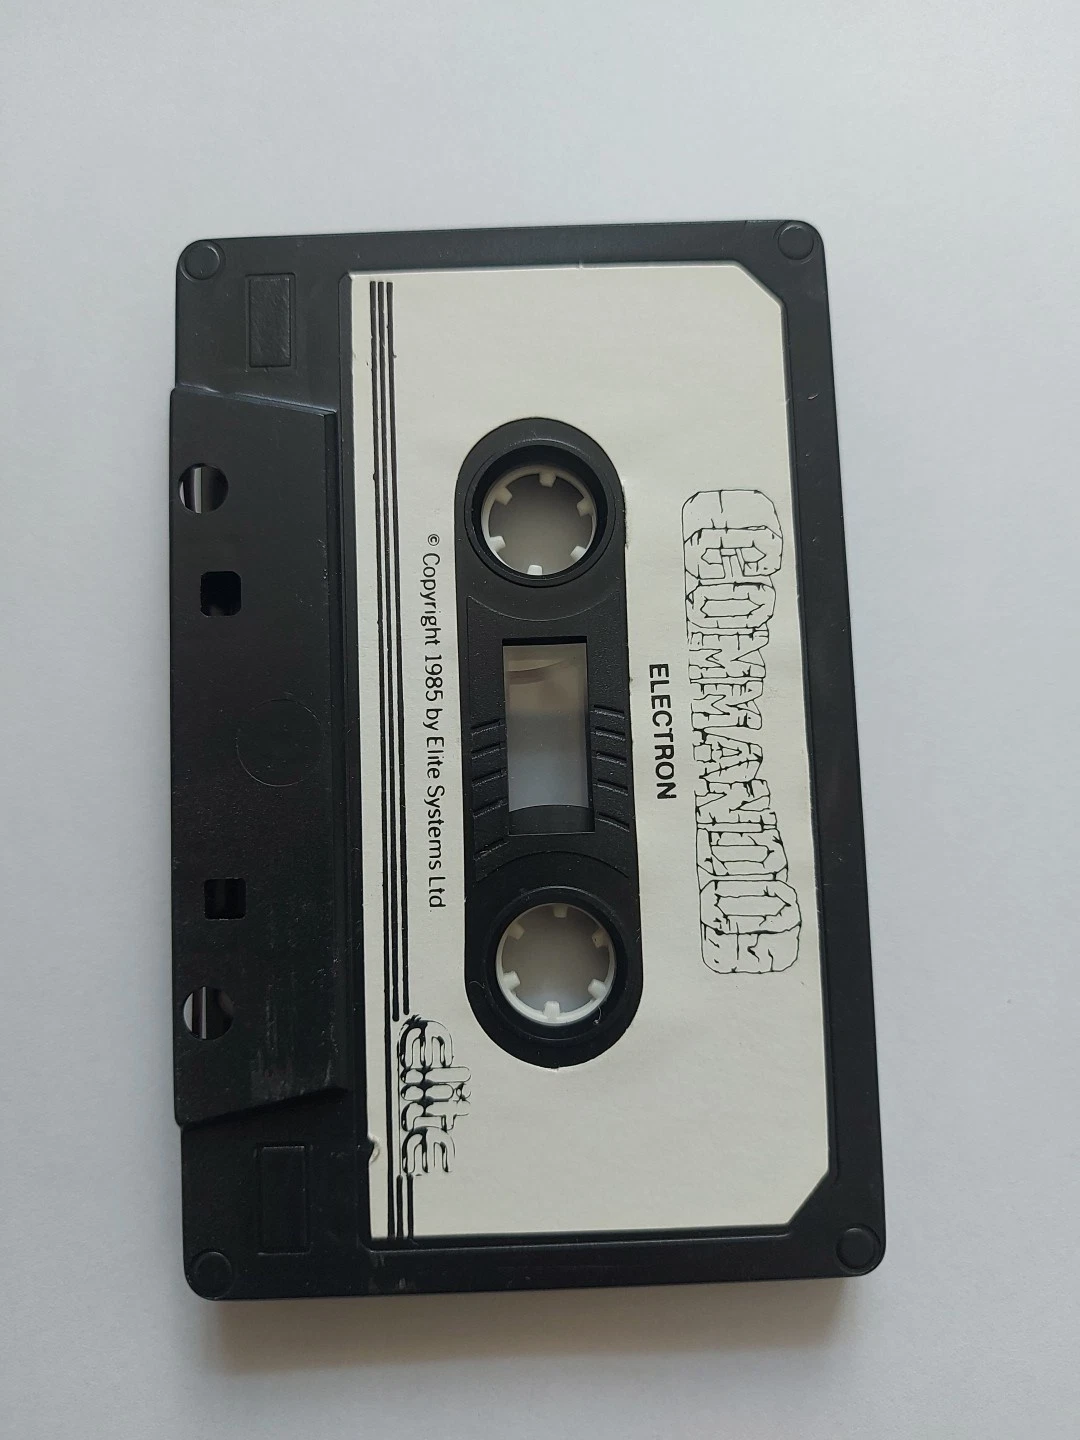 COMMANDO
ELECTRON
© Copyright 1985 by Elite Systems Ltd.
elite